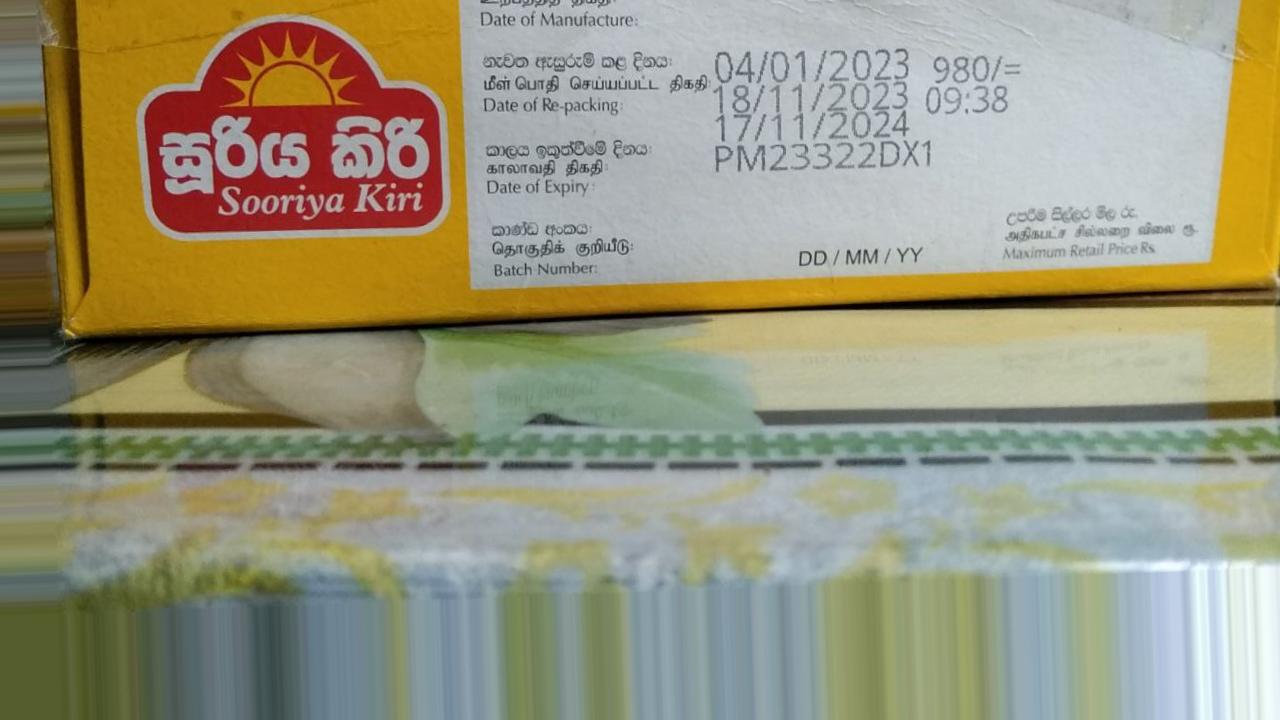 Date of Manufacture:
සූරිය කිරි
Sooriya Kiri
නැවත ඇසුරුම් කළ දිනය:
மீள் பொதி செய்யப்பட்ட திகதி:
Date of Re-packing:
04/01/2023 980/=
18/11/2023 09:38
17/11/2024
PM23322DX1
කාලය ඉකුත්වීමේ දිනය:
காலாவதி திகதி:
Date of Expiry:
කාණ්ඩ අංකය:
தொகுதிக் குறியீடு:
Batch Number:
DD / MM / YY
උපරිම සිල්ලර මිල රු.
அதிகபட்ச சில்லறை விலை ரூ.
Maximum Retail Price Rs.